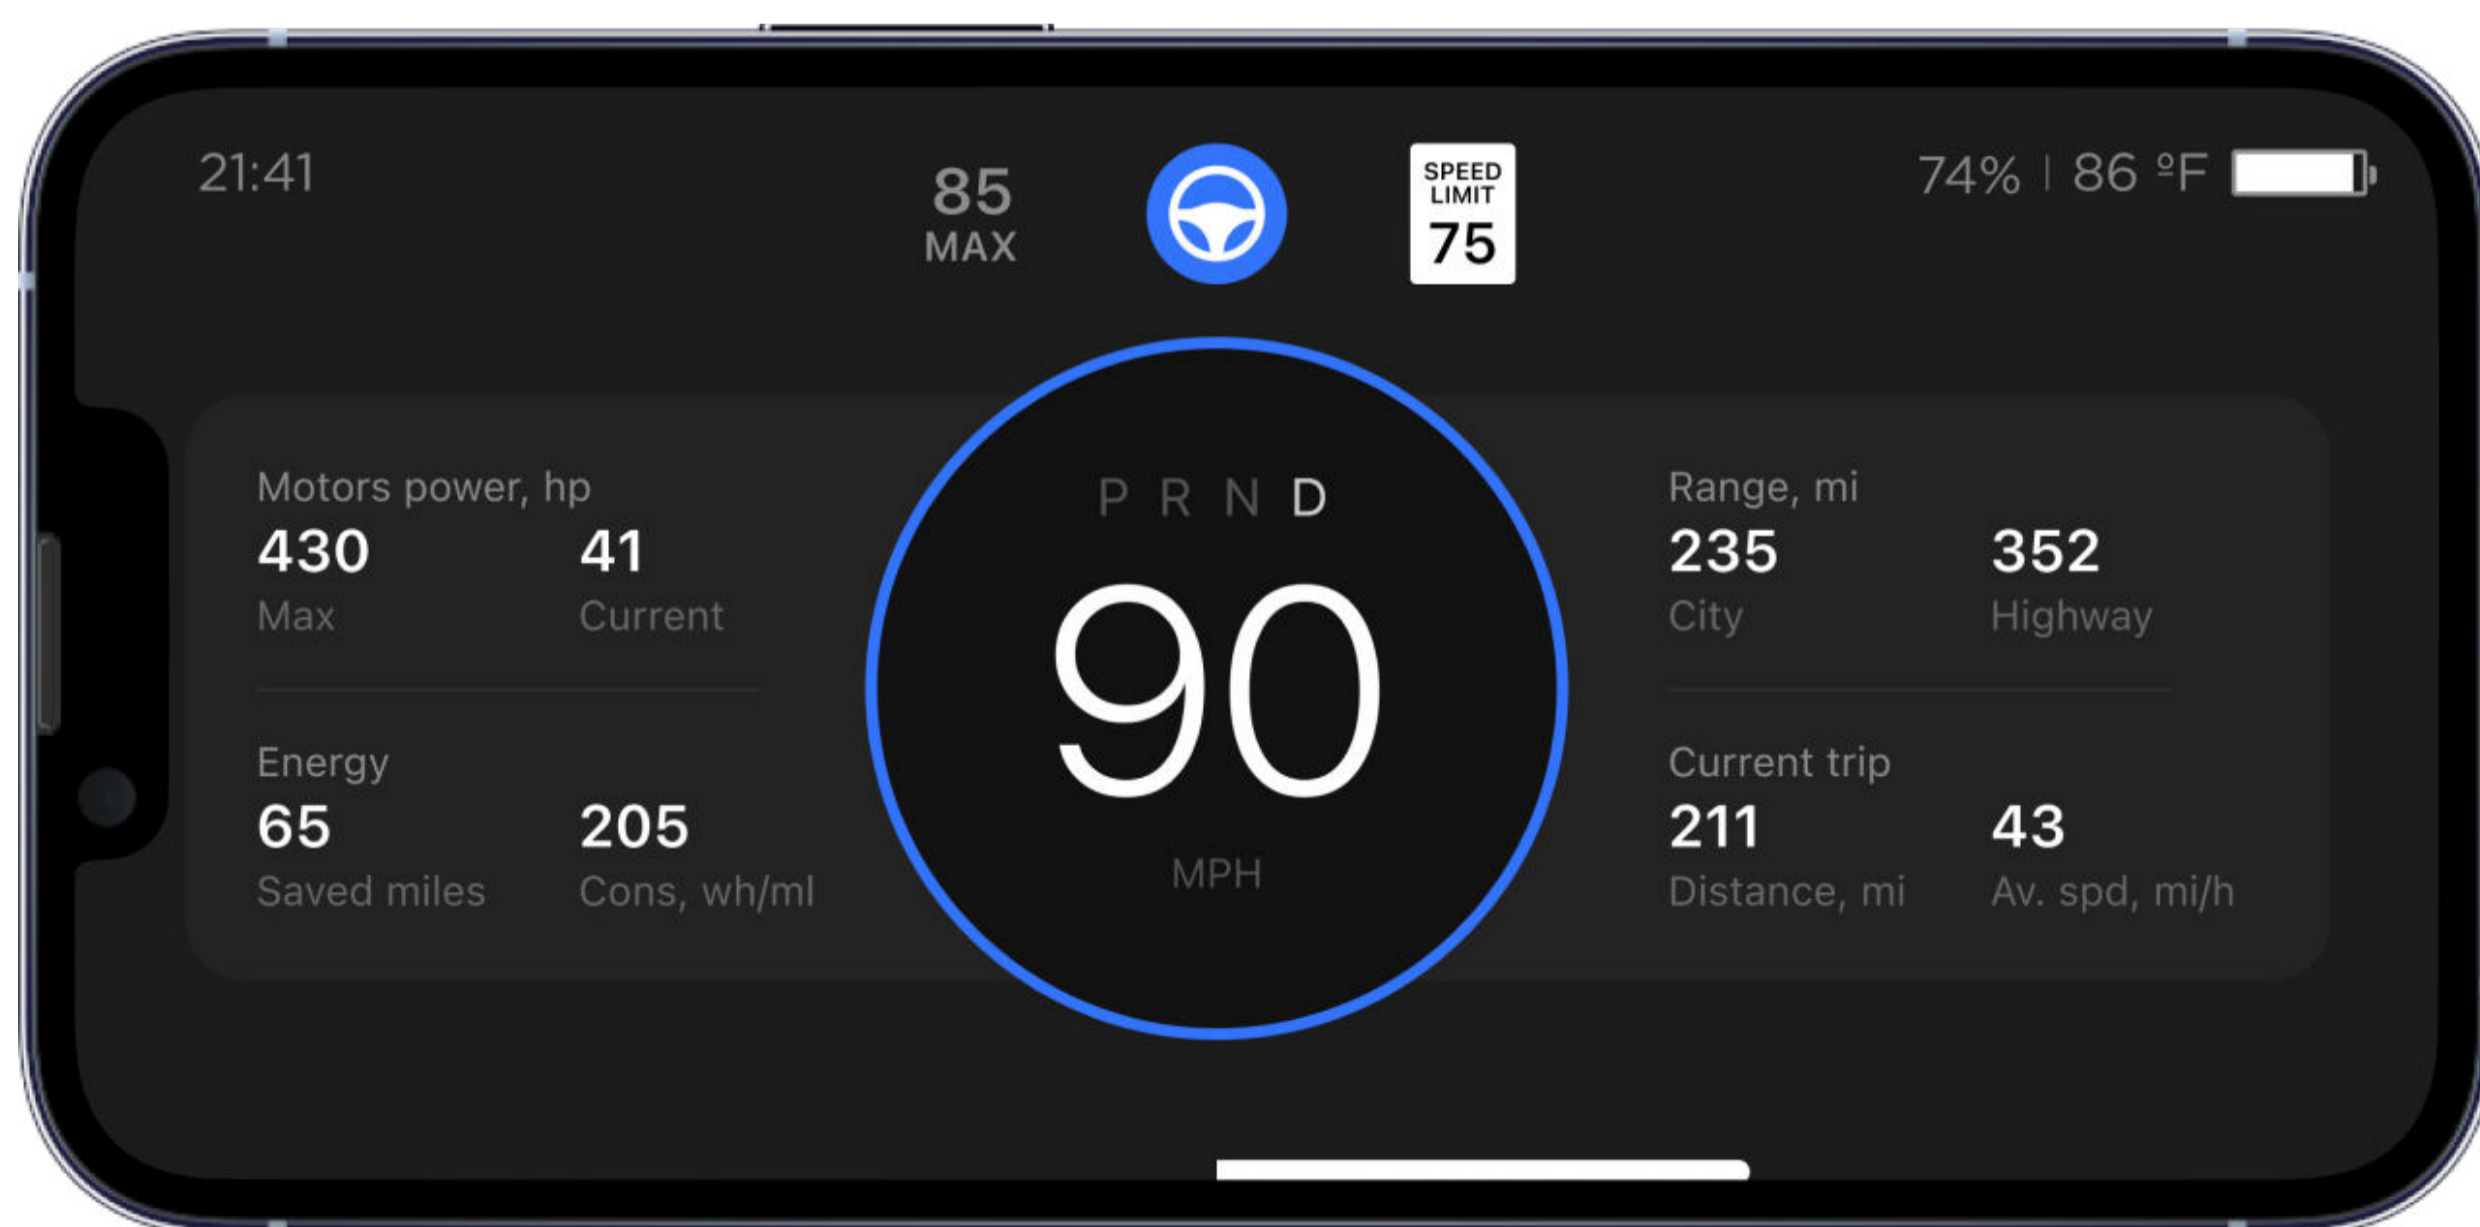 21:41
85
MAX
SPEED
LIMIT
75
74% | 86 ºF
Motors power, hp
430 41
Max Current
Energy
65 205
Saved miles Cons, wh/ml
P R N D
90
MPH
Range, mi
235 352
City Highway
Current trip
211 43
Distance, mi Av. spd, mi/h